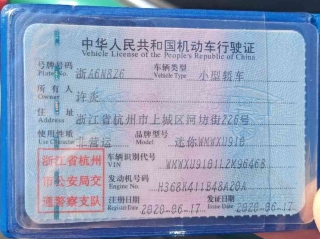 中华人民共和国机动车行驶证
Vehicle License of the People's Republic of China
号牌号码 浙A6N8Z6 车辆类型 小型轿车
Plate No. Vehicle Type
所有人
Owner
住址 浙江省杭州市上城区河坊街226号
Address
使用性质 非营运 品牌型号 迷你WMWXU910
Use Character Model
浙江省杭州市公安局交通警察支队
车辆识别代号
VIN
发动机号码 H368K411B48A20A
Engine No.
注册日期 2020-06-17 发证日期 2020-06-17
Register Date Issue Date